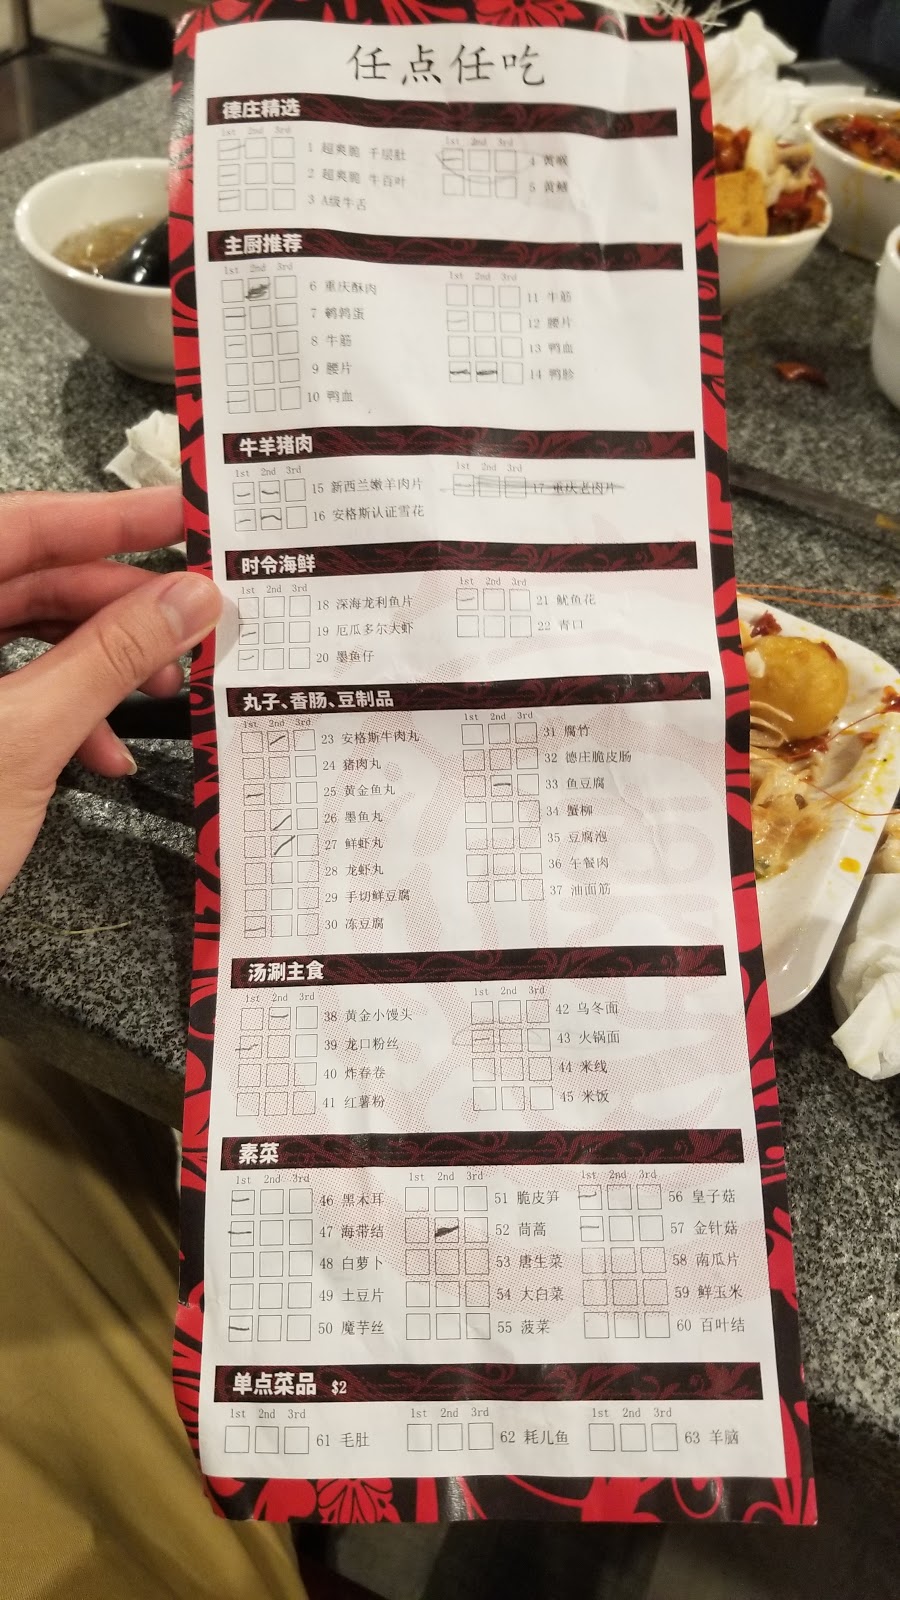 任点任吃
德庄精选
1st 2nd 3rd
1 超爽脆 千层肚
2 超爽脆 牛百叶
3 A级牛舌
1st 2nd 3rd
4 黄喉
5 黄鳝
主厨推荐
1st 2nd 3rd
6 重庆酥肉
7 鹌鹑蛋
8 牛筋
9 腰片
10 鸭血
1st 2nd 3rd
11 牛筋
12 腰片
13 鸭血
14 鸭胗
牛羊猪肉
1st 2nd 3rd
15 新西兰嫩羊肉片
16 安格斯认证雪花
1st 2nd 3rd
17 重庆老肉片
时令海鲜
1st 2nd 3rd
18 深海龙利鱼片
19 厄瓜多尔大虾
20 墨鱼仔
1st 2nd 3rd
21 鱿鱼花
22 青口
丸子、香肠、豆制品
1st 2nd 3rd
23 安格斯牛肉丸
24 猪肉丸
25 黄金鱼丸
26 墨鱼丸
27 鲜虾丸
28 龙虾丸
29 手切鲜豆腐
30 冻豆腐
1st 2nd 3rd
31 腐竹
32 德庄脆皮肠
33 鱼豆腐
34 蟹柳
35 豆腐泡
36 午餐肉
37 油面筋
汤涮主食
1st 2nd 3rd
38 黄金小馒头
39 龙口粉丝
40 炸春卷
41 红薯粉
1st 2nd 3rd
42 乌冬面
43 火锅面
44 米线
45 米饭
素菜
1st 2nd 3rd
46 黑木耳
47 海带结
48 白萝卜
49 土豆片
50 魔芋丝
1st 2nd 3rd
51 脆皮笋
52 茼蒿
53 唐生菜
54 大白菜
55 菠菜
1st 2nd 3rd
56 皇子菇
57 金针菇
58 南瓜片
59 鲜玉米
60 百叶结
单点菜品 $2
1st 2nd 3rd
61 毛肚
1st 2nd 3rd
62 耗儿鱼
1st 2nd 3rd
63 羊脑